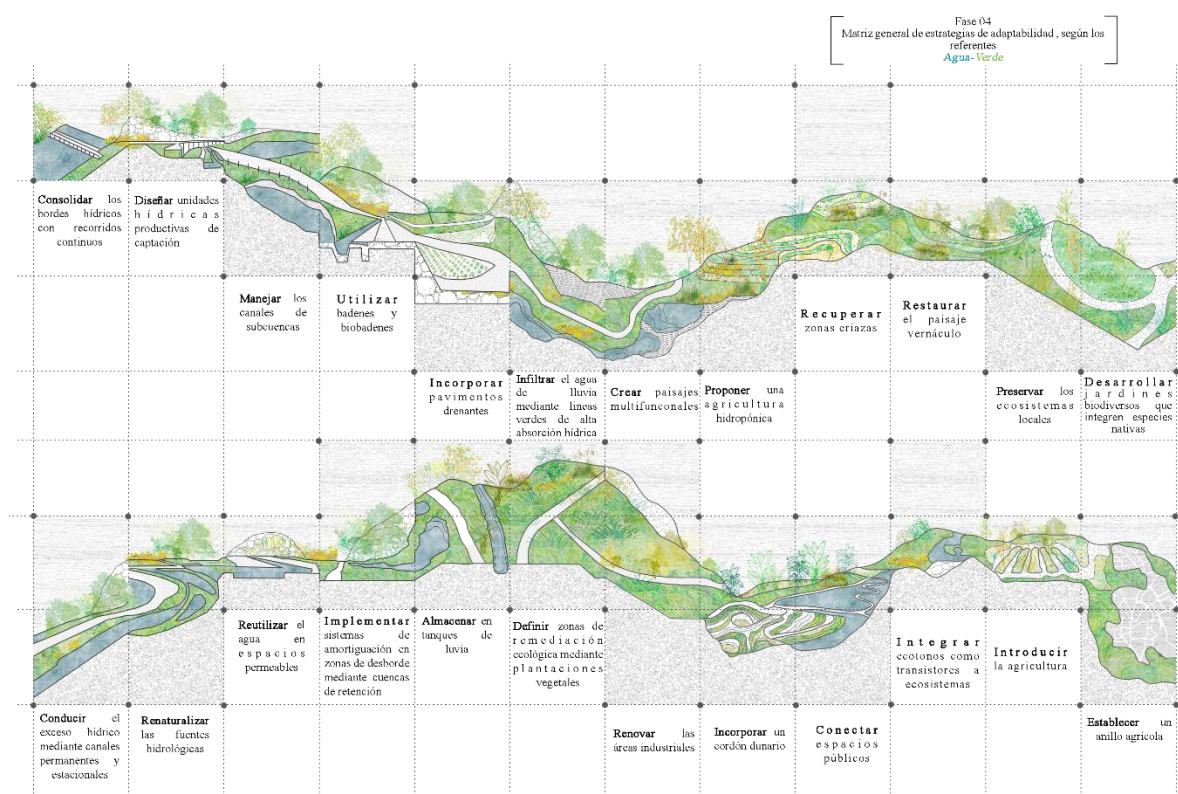 Fase 04
Matriz general de estrategias de adaptabilidad , según los
referentes
Agua-Verde
Consolidar los
bordes hídricos
con recorridos
continuos
Diseñar unidades
hídricas
productivas de
captación
Manejar los
canales de
subcuencas
Utilizar
badenes y
biobadenes
Incorporar
pavimentos
drenantes
Infiltrar el agua
de lluvia
mediante lineas
verdes de alta
absorción hídrica
Crear paisajes
multifunconales
Proponer una
agricultura
hidropónica
Recuperar
zonas eriazas
Restaurar
el paisaje
vernáculo
Preservar los
ecosistemas
locales
Desarrollar
jardines
biodiversos que
integren especies
nativas
Conducir el
exceso hídrico
mediante canales
permanentes y
estacionales
Renaturalizar
las fuentes
hidrológicas
Reutilizar el
agua en
espacios
permeables
Implementar
sistemas de
amortiguación en
zonas de desborde
mediante cuencas
de retención
Almacenar en
tanques de
luvia
Definir zonas de
remediación
ecológica mediante
plantaciones
vegetales
Renovar las
áreas industriales
Incorporar un
cordón dunario
Conectar
espacios
públicos
Integrar
ecotonos como
transistores a
ecosistemas
Introducir
la agricultura
Establecer un
anillo agrícola